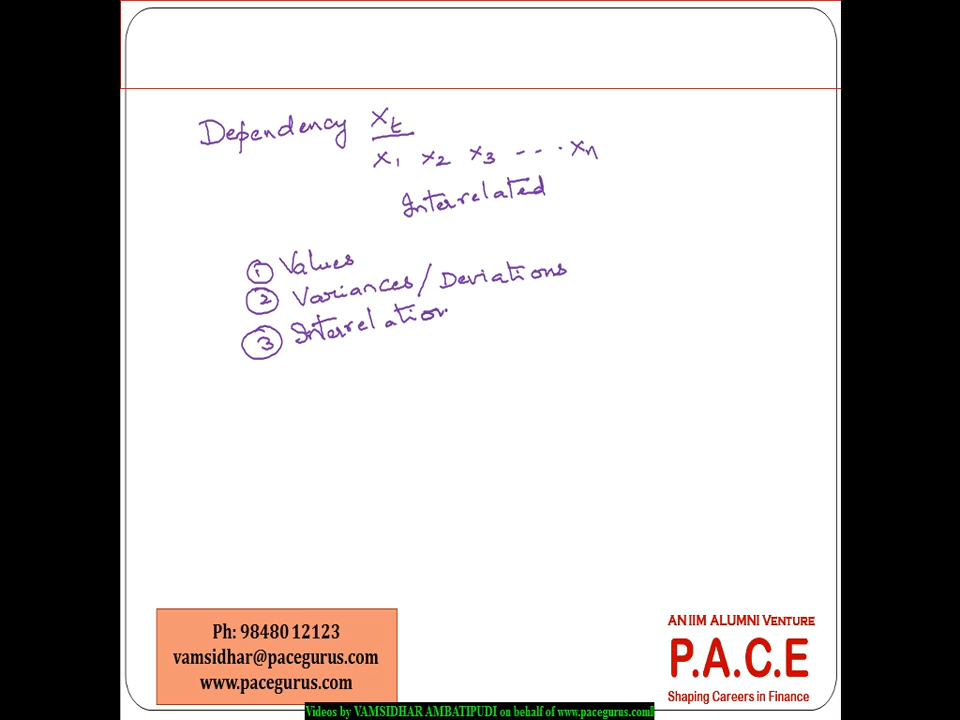 Dependency Xt
x1 x2 x3 --- . xn
Interrelated
① Values
② Variances/Deviations
③ Interrelation
Ph: 98480 12123
vamsidhar@pacegurus.com
www.pacegurus.com
AN IIM ALUMNI VENTURE
P.A.C.E
Shaping Careers in Finance
Videos by VAMSIDHAR AMBATIPUDI on behalf of www.pacegurus.com